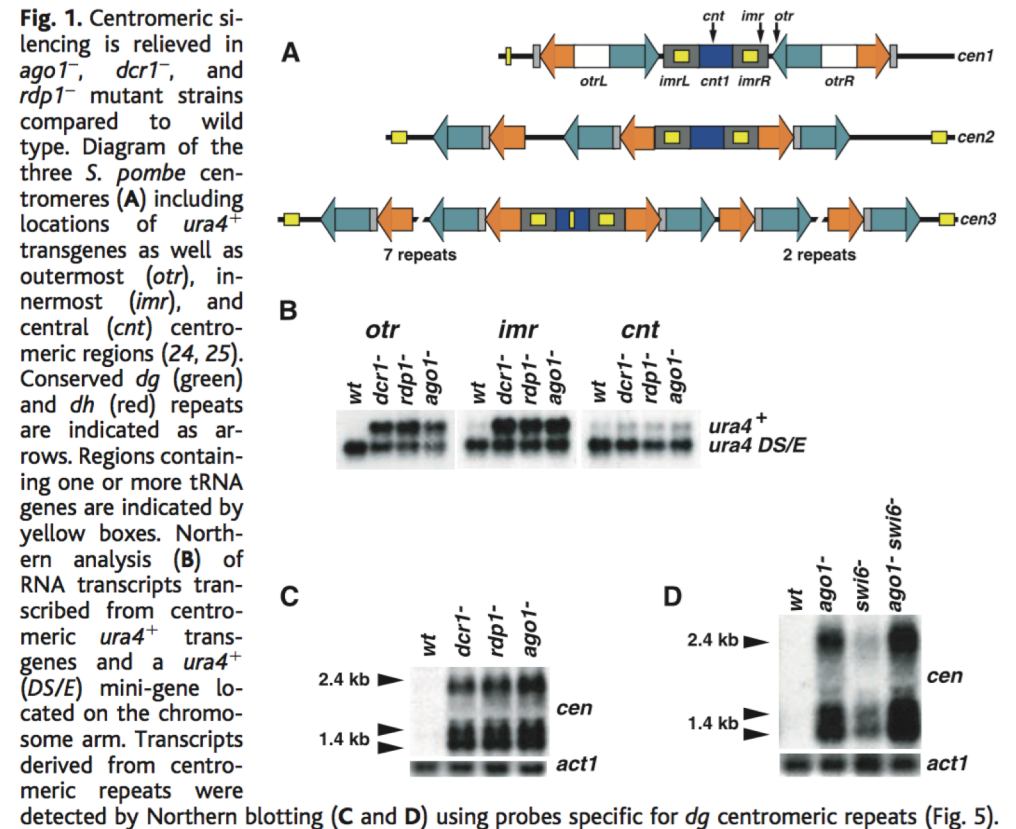 Fig. 1. Centromeric si-
lencing is relieved in
ago1⁻, dcr1⁻, and
rdp1⁻ mutant strains
compared to wild
type. Diagram of the
three S. pombe cen-
tromeres (A) including
locations of ura4⁺
transgenes as well as
outermost (otr), in-
nermost (imr), and
central (cnt) centro-
meric regions (24, 25).
Conserved dg (green)
and dh (red) repeats
are indicated as ar-
rows. Regions contain-
ing one or more tRNA
genes are indicated by
yellow boxes. North-
ern analysis (B) of
RNA transcripts tran-
scribed from centro-
meric ura4⁺ trans-
genes and a ura4⁺
(DS/E) mini-gene lo-
cated on the chromo-
some arm. Transcripts
derived from centro-
meric repeats were
detected by Northern blotting (C and D) using probes specific for dg centromeric repeats (Fig. 5).
A
cnt imr otr
cen1
otrL imrL cnt1 imrR otrR
cen2
cen3
7 repeats 2 repeats
B
otr imr cnt
wt dcr1- rdp1- ago1- wt dcr1- rdp1- ago1- wt dcr1- rdp1- ago1-
ura4⁺
ura4 DS/E
C
wt dcr1- rdp1- ago1-
2.4 kb
cen
1.4 kb
act1
D
wt ago1- swi6- ago1- swi6-
2.4 kb
cen
1.4 kb
act1